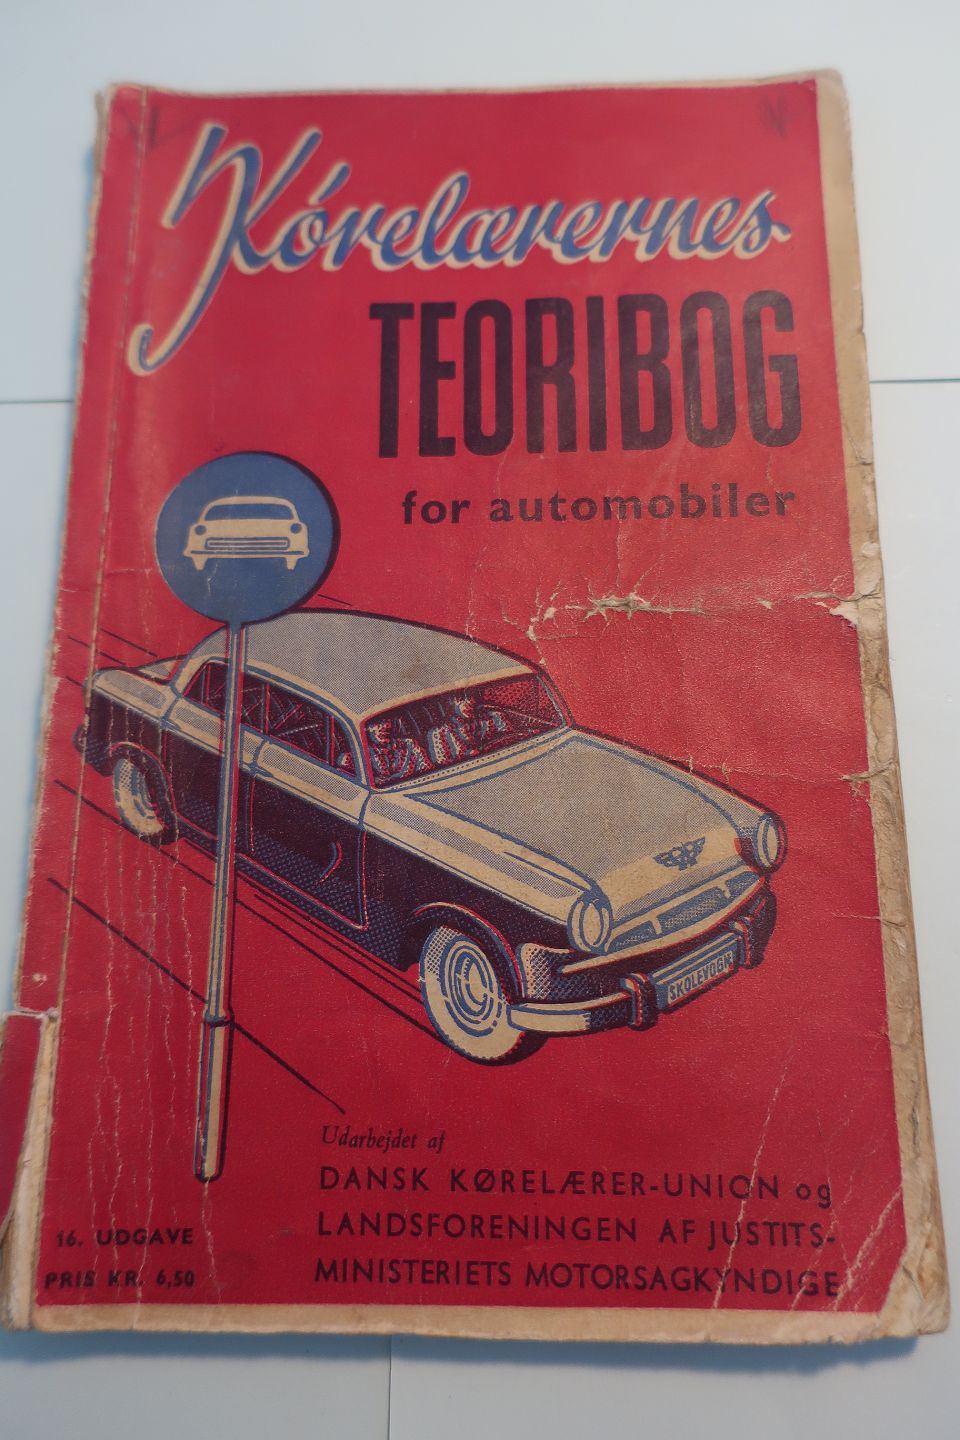 Kórelærernes
TEORIBOG
for automobiler
SKOLEVOGN
Udarbejdet af
DANSK KØRELÆRER-UNION og
LANDSFORENINGEN AF JUSTITS-
MINISTERIETS MOTORSAGKYNDIGE
16. UDGAVE
PRIS KR. 6,50